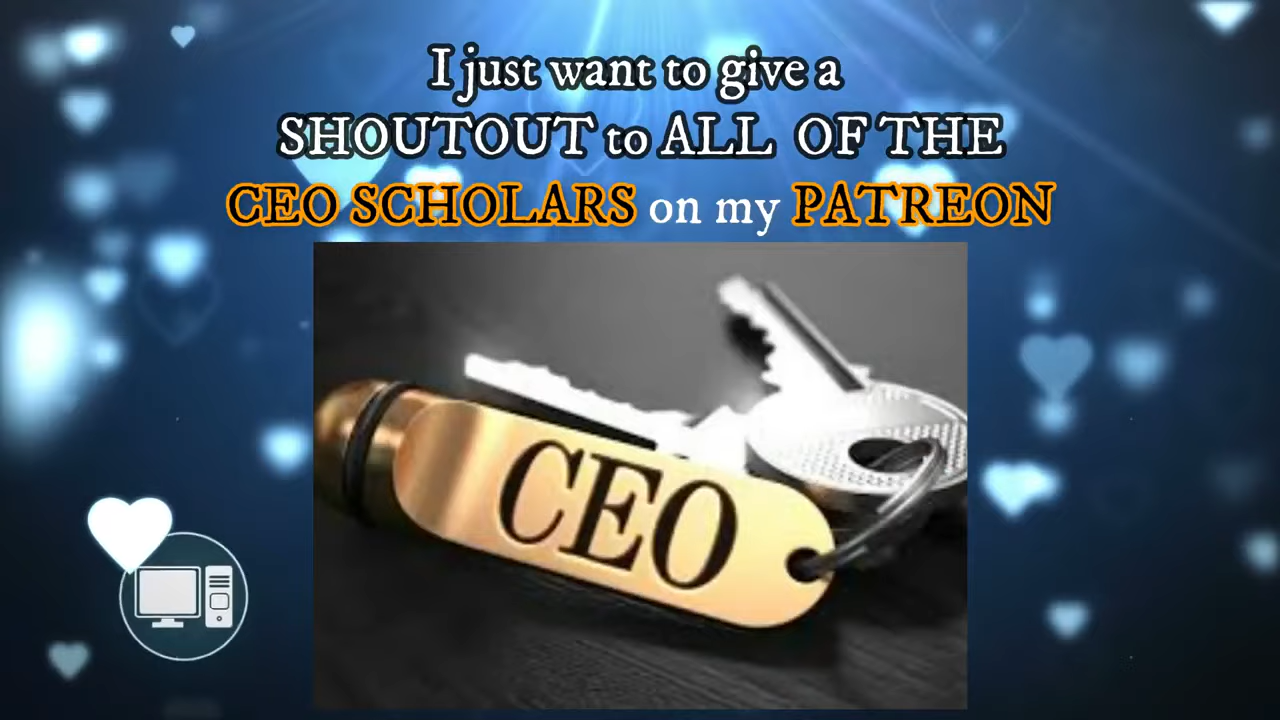 I just want to give a
SHOUTOUT to ALL OF THE
CEO SCHOLARS on my PATREON
CEO